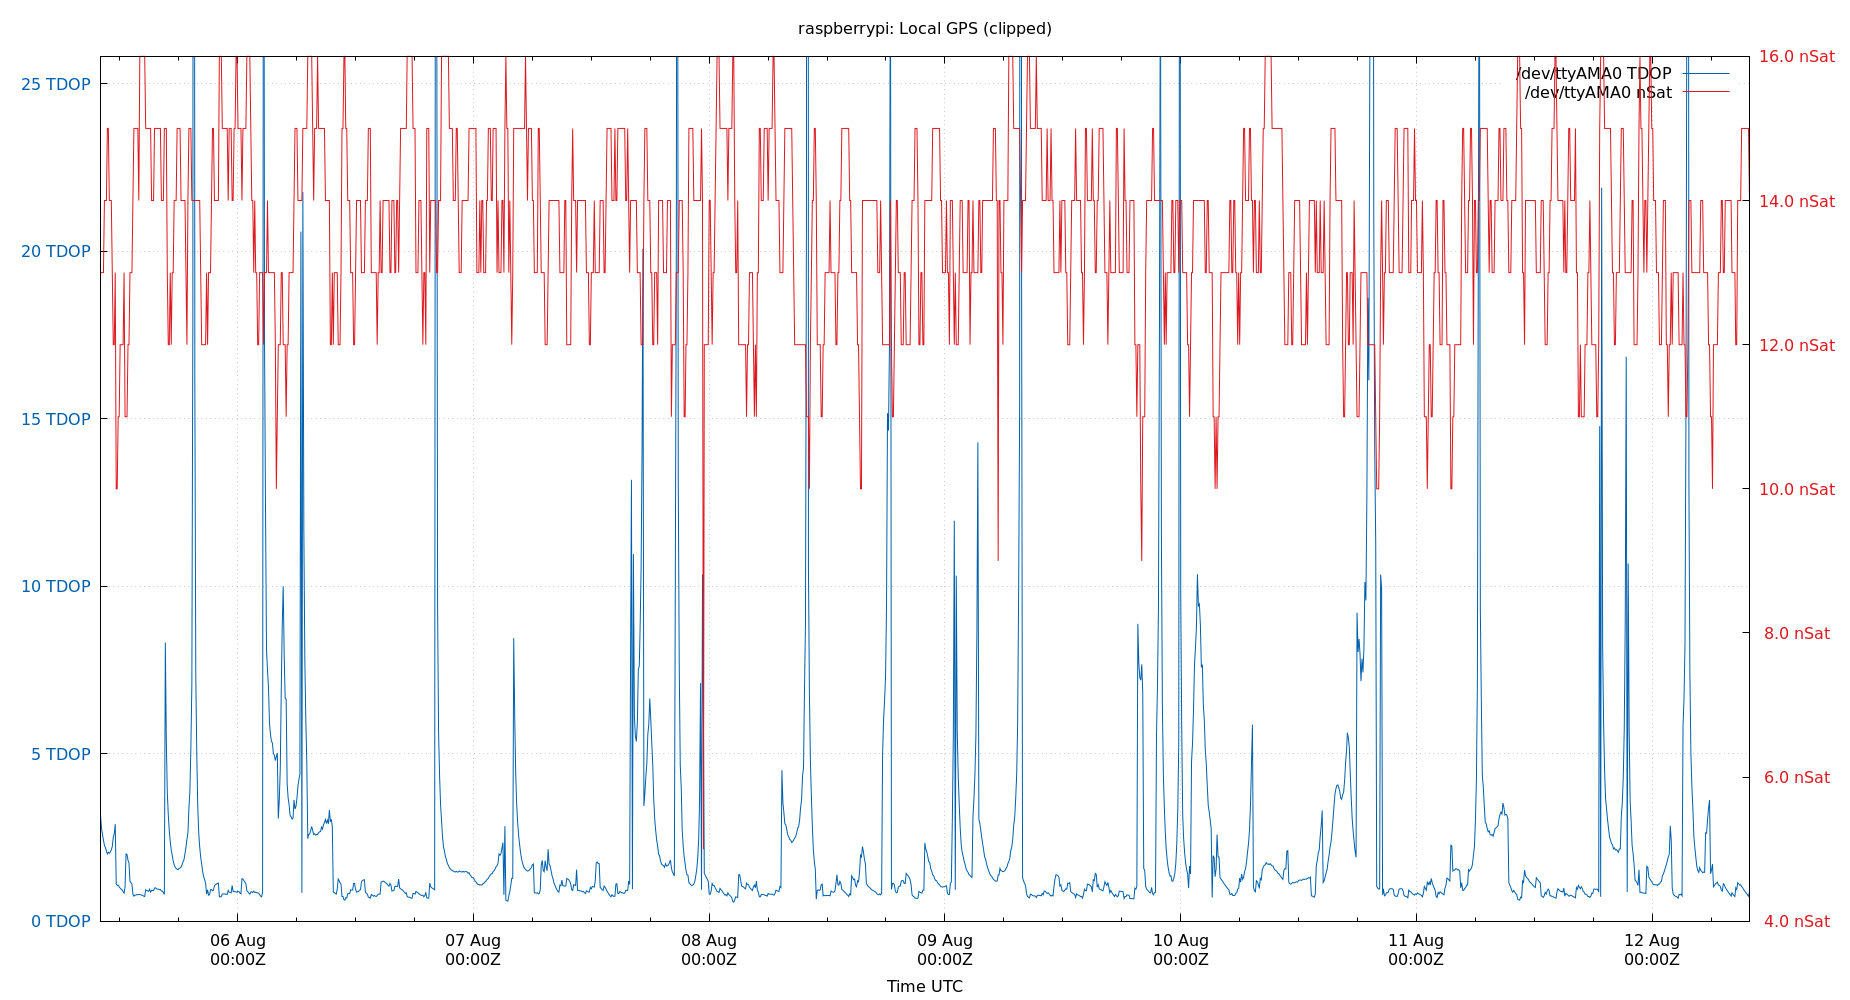 raspberrypi: Local GPS (clipped)
25 TDOP
20 TDOP
15 TDOP
10 TDOP
5 TDOP
0 TDOP
16.0 nSat
14.0 nSat
12.0 nSat
10.0 nSat
8.0 nSat
6.0 nSat
4.0 nSat
/dev/ttyAMA0 TDOP
/dev/ttyAMA0 nSat
06 Aug
00:00Z
07 Aug
00:00Z
08 Aug
00:00Z
09 Aug
00:00Z
10 Aug
00:00Z
11 Aug
00:00Z
12 Aug
00:00Z
Time UTC